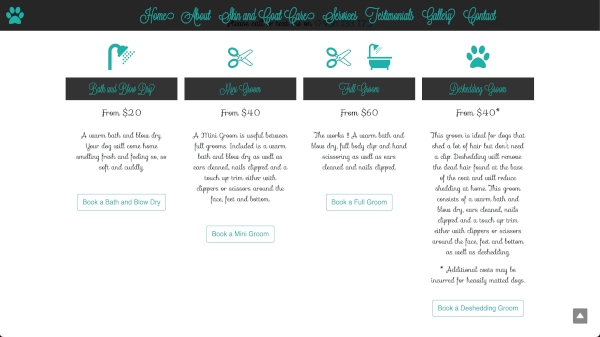 Home About Skin and Coat Care Services Testimonials Gallery Contact
Bath and Blow Dry
From $20
A warm bath and blow dry.
Your dog will come home
smelling fresh and feeling so, so
soft and cuddly.
Book a Bath and Blow Dry
Mini Groom
From $40
A Mini Groom is useful between
full grooms. Included is a warm
bath and blow dry as well as
ears cleaned, nails clipped and a
touch up trim either with
clippers or scissors around the
face, feet and bottom.
Book a Mini Groom
Full Groom
From $60
The works !! A warm bath and
blow dry, full body clip and hand
scissoring as well as ears
cleaned and nails clipped.
Book a Full Groom
Deshedding Groom
From $40*
This groom is ideal for dogs that
shed a lot of hair but don't need
a clip. Deshedding will remove
the dead hair found at the base
of the coat and will reduce
shedding at home. This groom
consists of a warm bath and
blow dry, ears cleaned, nails
clipped and a touch up trim
either with clippers or scissors
around the face, feet and bottom
as well as deshedding.
* Additional costs may be
incurred for heavily matted dogs.
Book a Deshedding Groom